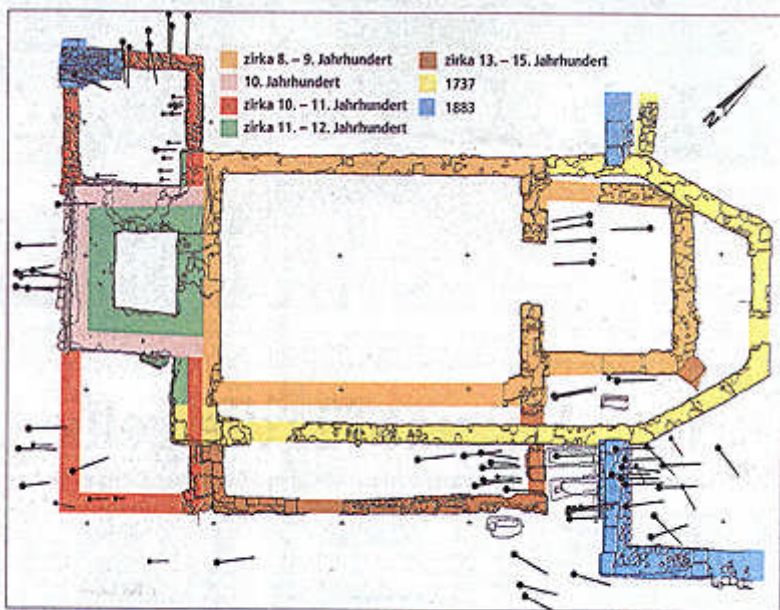 zirka 8. – 9. Jahrhundert
10. Jahrhundert
zirka 10. – 11. Jahrhundert
zirka 11. – 12. Jahrhundert
zirka 13. – 15. Jahrhundert
1737
1883
N